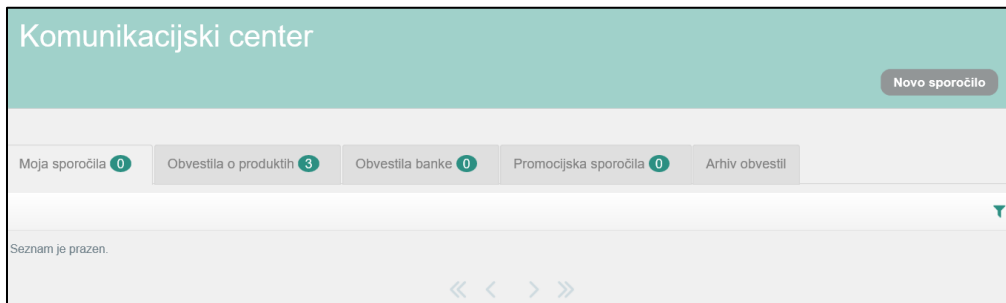 Komunikacijski center
Novo sporočilo
Moja sporočila 0 Obvestila o produktih 3 Obvestila banke 0 Promocijska sporočila 0 Arhiv obvestil
Seznam je prazen.